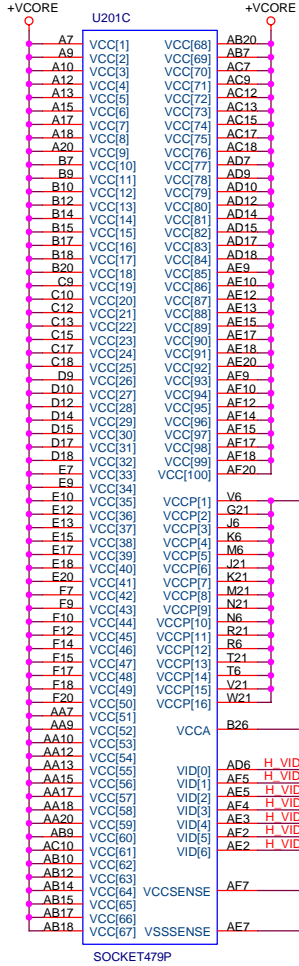 +VCORE +VCORE
U201C
A7 VCC[1] VCC[68] AB20
A9 VCC[2] VCC[69] AB7
A10 VCC[3] VCC[70] AC7
A12 VCC[4] VCC[71] AC9
A13 VCC[5] VCC[72] AC12
A15 VCC[6] VCC[73] AC13
A17 VCC[7] VCC[74] AC15
A18 VCC[8] VCC[75] AC17
A20 VCC[9] VCC[76] AC18
B7 VCC[10] VCC[77] AD7
B9 VCC[11] VCC[78] AD9
B10 VCC[12] VCC[79] AD10
B12 VCC[13] VCC[80] AD12
B14 VCC[14] VCC[81] AD14
B15 VCC[15] VCC[82] AD15
B17 VCC[16] VCC[83] AD17
B18 VCC[17] VCC[84] AD18
B20 VCC[18] VCC[85] AE9
C9 VCC[19] VCC[86] AE10
C10 VCC[20] VCC[87] AE12
C12 VCC[21] VCC[88] AE13
C13 VCC[22] VCC[89] AE15
C15 VCC[23] VCC[90] AE17
C17 VCC[24] VCC[91] AE18
C18 VCC[25] VCC[92] AE20
D9 VCC[26] VCC[93] AF9
D10 VCC[27] VCC[94] AF10
D12 VCC[28] VCC[95] AF12
D14 VCC[29] VCC[96] AF14
D15 VCC[30] VCC[97] AF15
D17 VCC[31] VCC[98] AF17
D18 VCC[32] VCC[99] AF18
E7 VCC[33] VCC[100] AF20
E9 VCC[34]
E10 VCC[35] VCCP[1] V6
E12 VCC[36] VCCP[2] G21
E13 VCC[37] VCCP[3] J6
E15 VCC[38] VCCP[4] K6
E17 VCC[39] VCCP[5] M6
E18 VCC[40] VCCP[6] J21
E20 VCC[41] VCCP[7] K21
F7 VCC[42] VCCP[8] M21
F9 VCC[43] VCCP[9] N21
F10 VCC[44] VCCP[10] N6
F12 VCC[45] VCCP[11] R21
F14 VCC[46] VCCP[12] R6
F15 VCC[47] VCCP[13] T21
F17 VCC[48] VCCP[14] T6
F18 VCC[49] VCCP[15] V21
F20 VCC[50] VCCP[16] W21
AA7 VCC[51]
AA9 VCC[52] VCCA B26
AA10 VCC[53]
AA12 VCC[54]
AA13 VCC[55] VID[0] AD6 H_VID
AA15 VCC[56] VID[1] AF5 H_VID
AA17 VCC[57] VID[2] AE5 H_VID
AA18 VCC[58] VID[3] AF4 H_VID
AA20 VCC[59] VID[4] AE3 H_VID
AB9 VCC[60] VID[5] AF2 H_VID
AC10 VCC[61] VID[6] AE2 H_VID
AB10 VCC[62]
AB12 VCC[63]
AB14 VCC[64] VCCSENSE AF7
AB15 VCC[65]
AB17 VCC[66]
AB18 VCC[67] VSSSENSE AE7
SOCKET479P